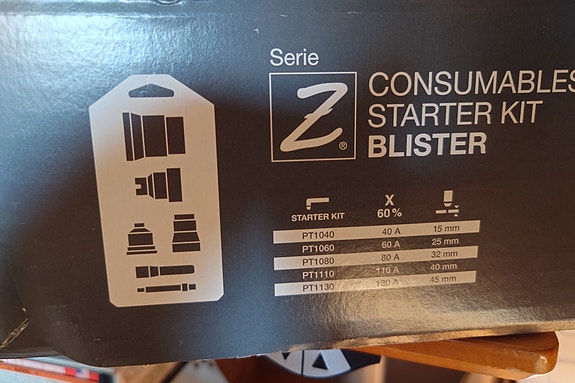 Serie
Z®
CONSUMABLES
STARTER KIT
BLISTER
STARTER KIT X 60%
PT1040 40 A 15 mm
PT1060 60 A 25 mm
PT1080 80 A 32 mm
PT1110 110 A 40 mm
PT1130 130 A 45 mm